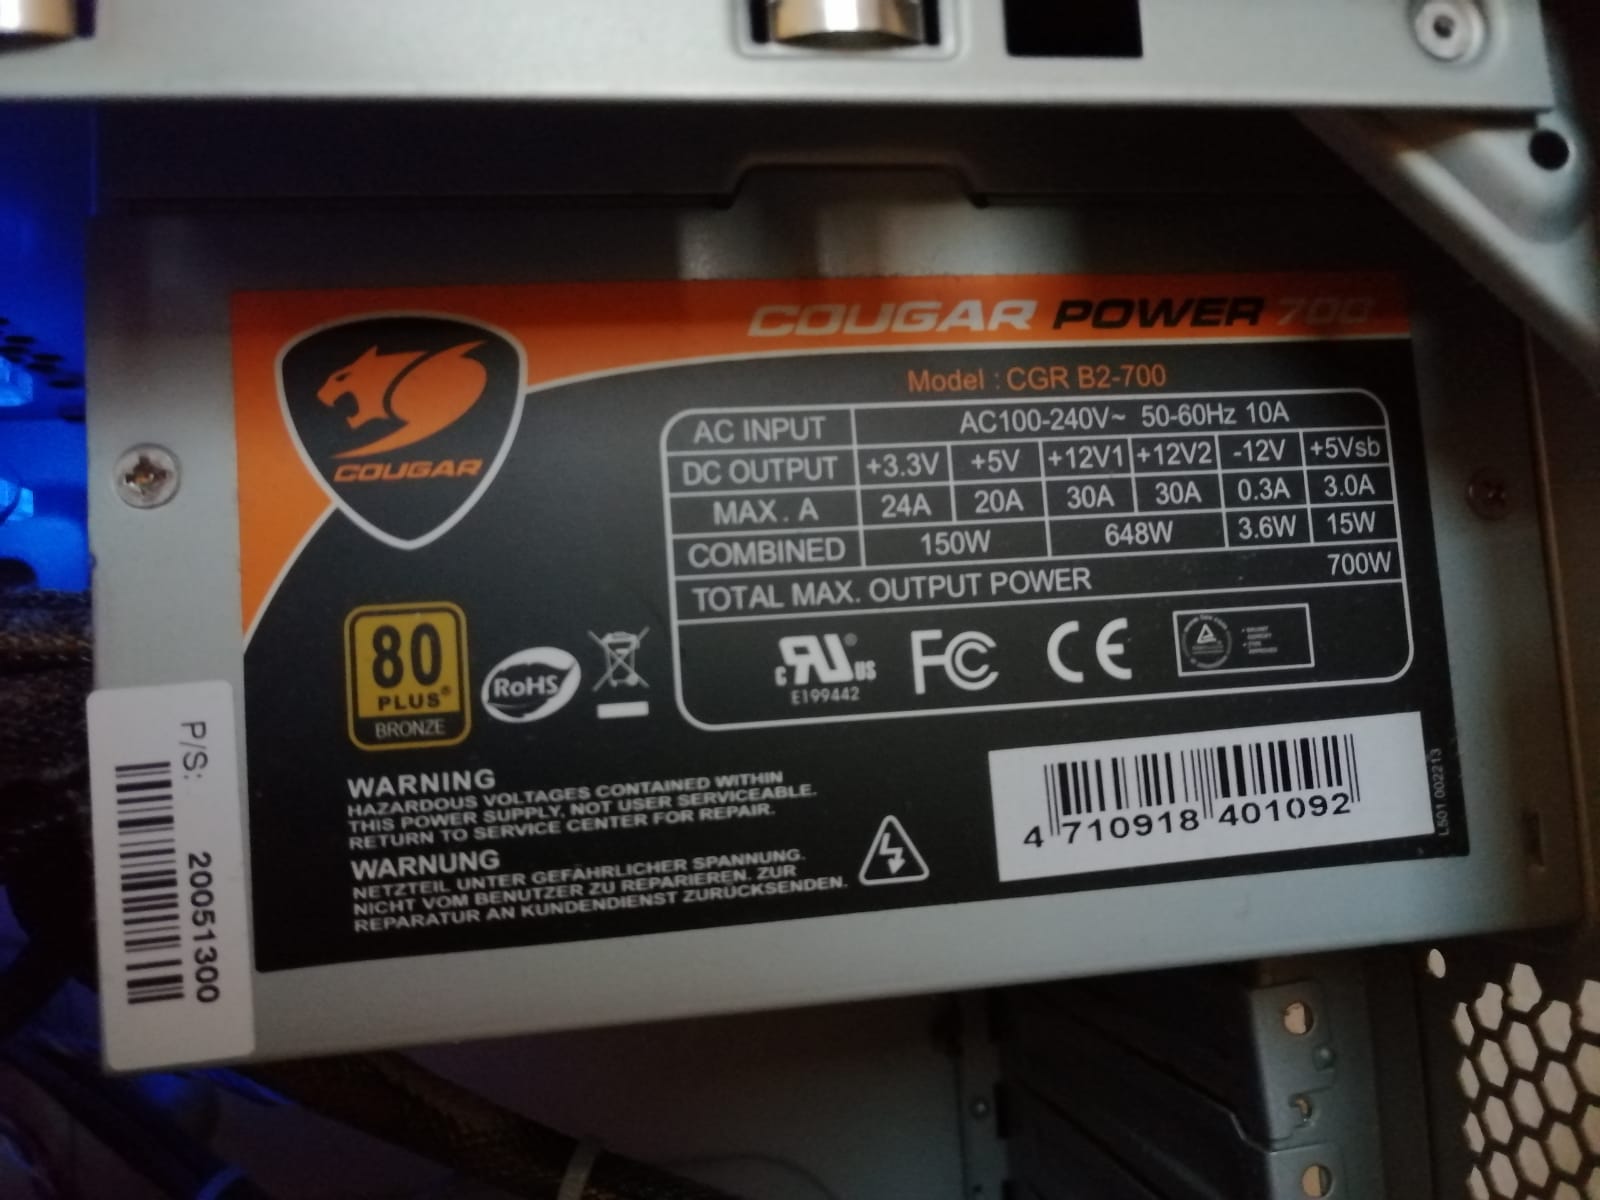 COUGAR POWER 700
COUGAR
Model : CGR B2-700
AC INPUT AC100-240V~ 50-60Hz 10A
DC OUTPUT +3.3V +5V +12V1 +12V2 -12V +5Vsb
MAX. A 24A 20A 30A 30A 0.3A 3.0A
COMBINED 150W 648W 3.6W 15W
TOTAL MAX. OUTPUT POWER 700W
80
PLUS®
BRONZE
RoHS
c RU® US
E199442
FC
CE
WARNING
HAZARDOUS VOLTAGES CONTAINED WITHIN
THIS POWER SUPPLY, NOT USER SERVICEABLE.
RETURN TO SERVICE CENTER FOR REPAIR.
WARNUNG
NETZTEIL UNTER GEFÄHRLICHER SPANNUNG.
NICHT VOM BENUTZER ZU REPARIEREN. ZUR
REPARATUR AN KUNDENDIENST ZURÜCKSENDEN.
4 710918 401092
L501 002213
P/S:
20051300